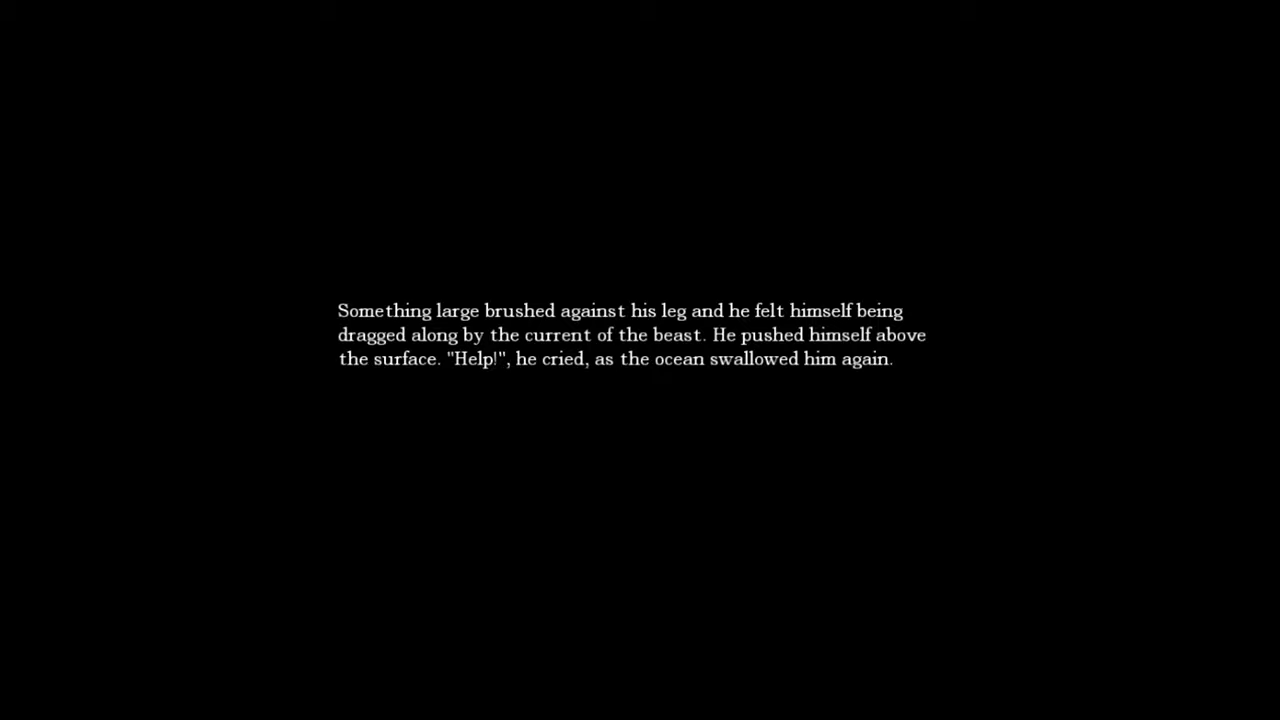 Something large brushed against his leg and he felt himself being
dragged along by the current of the beast. He pushed himself above
the surface. "Help!", he cried, as the ocean swallowed him again.